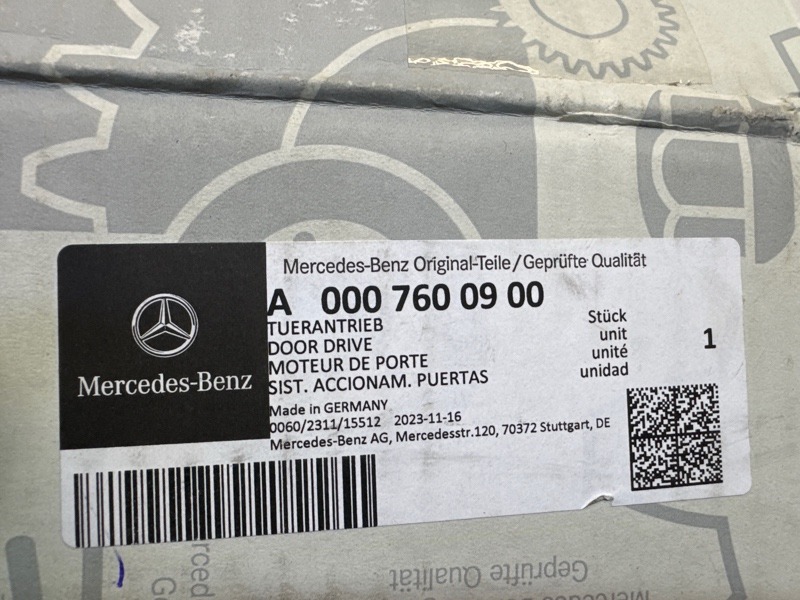 Mercedes-Benz Original-Teile/Geprüfte Qualität
A 000 760 09 00
TUERANTRIEB
DOOR DRIVE
MOTEUR DE PORTE
SIST. ACCIONAM. PUERTAS
Stück
unit
unité
unidad
1
Mercedes-Benz
Made in GERMANY
0060/2311/15512 2023-11-16
Mercedes-Benz AG, Mercedesstr.120, 70372 Stuttgart, DE
Geprüfte Qualität